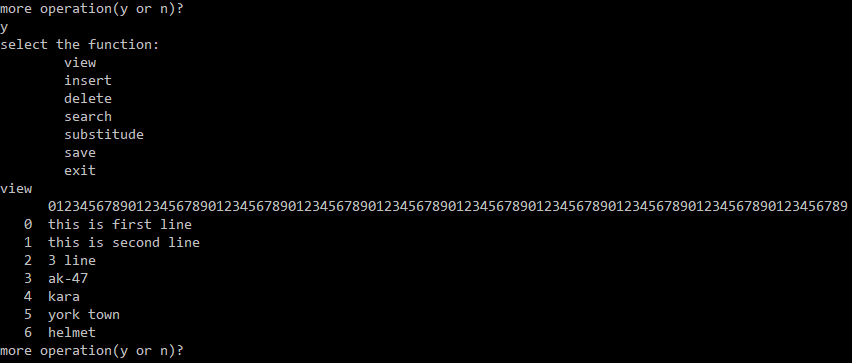 more operation(y or n)?
y
select the function:
        view
        insert
        delete
        search
        substitude
        save
        exit
view
      0123456789012345678901234567890123456789012345678901234567890123456789012345678901234567890123456789
   0  this is first line
   1  this is second line
   2  3 line
   3  ak-47
   4  kara
   5  york town
   6  helmet
more operation(y or n)?